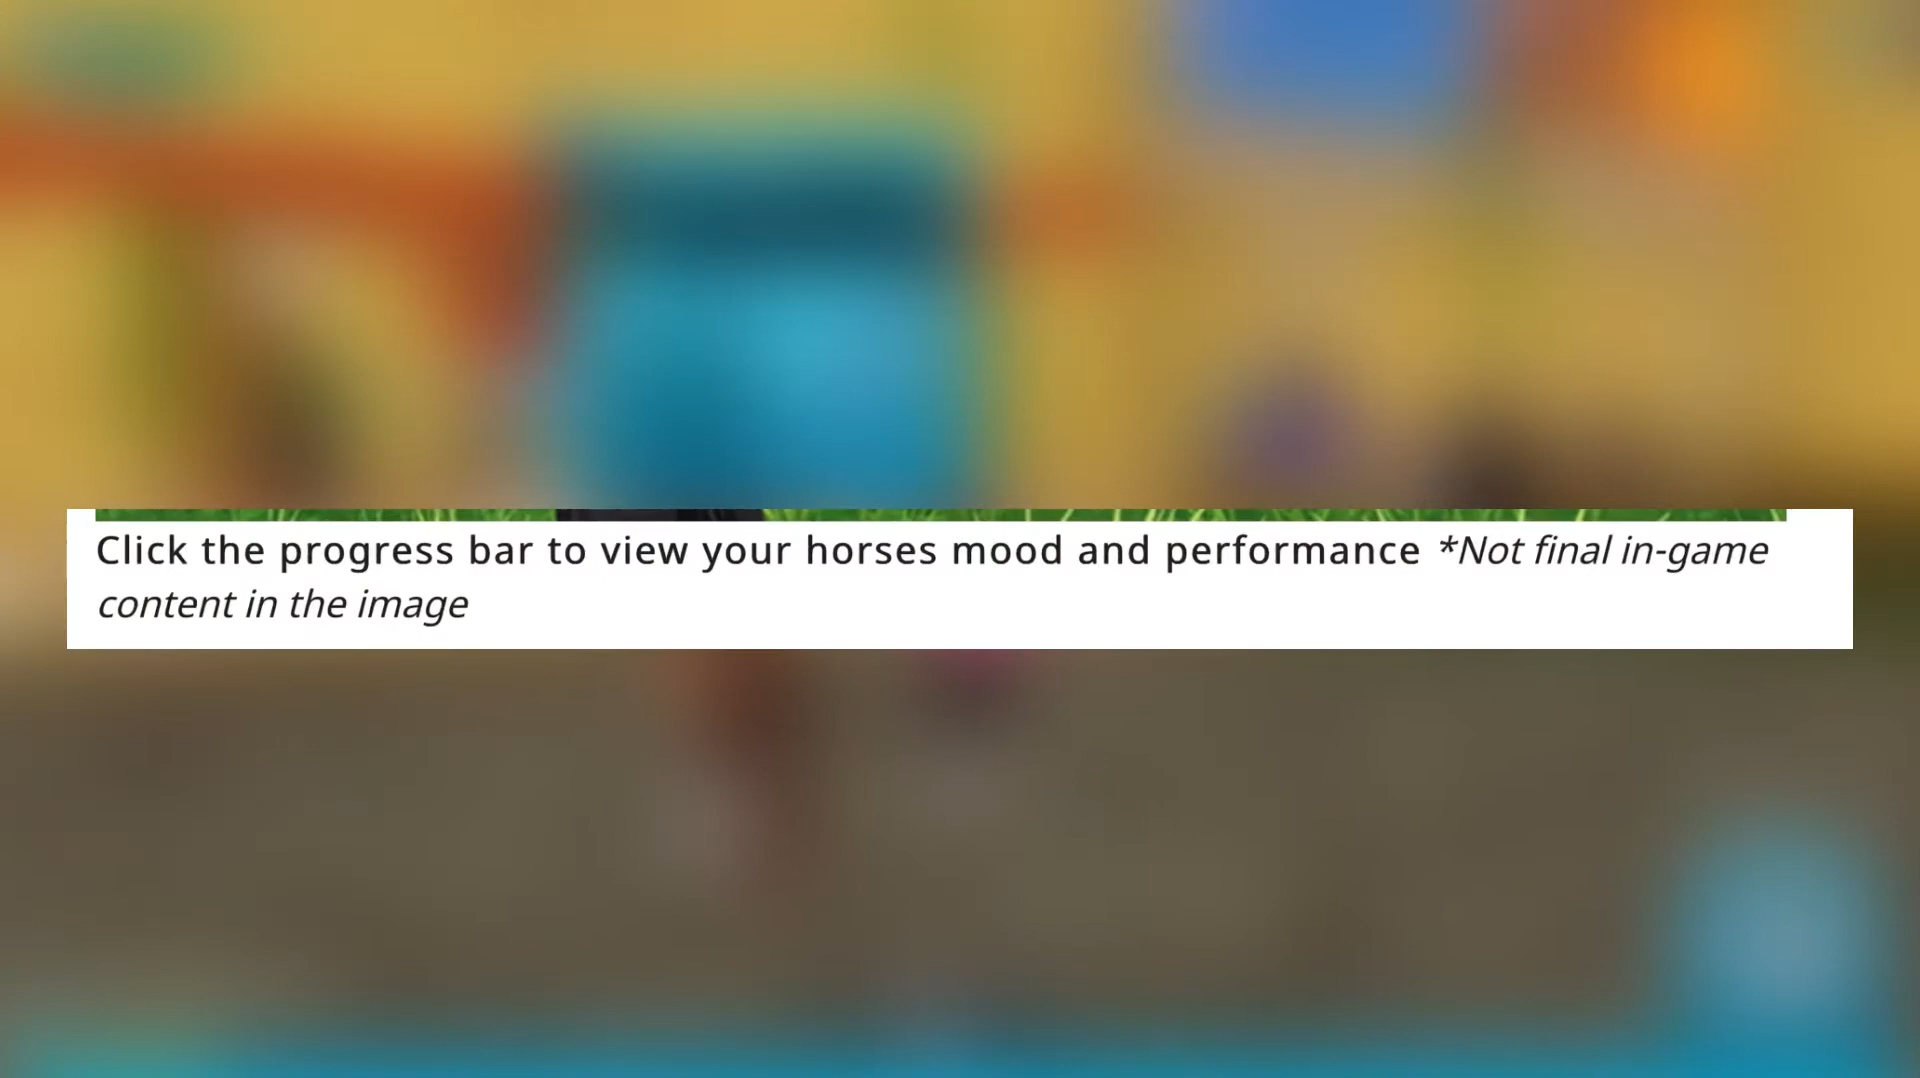 Click the progress bar to view your horses mood and performance *Not final in-game
content in the image